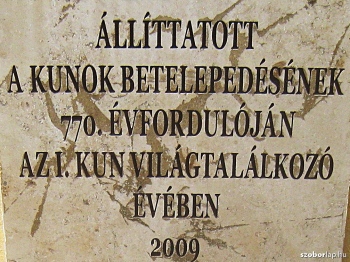 ÁLLÍTTATOTT
A KUNOK BETELEPEDÉSÉNEK
770. ÉVFORDULÓJÁN
AZ I. KUN VILÁGTALÁLKOZÓ
ÉVÉBEN
2009
szoborlap.hu